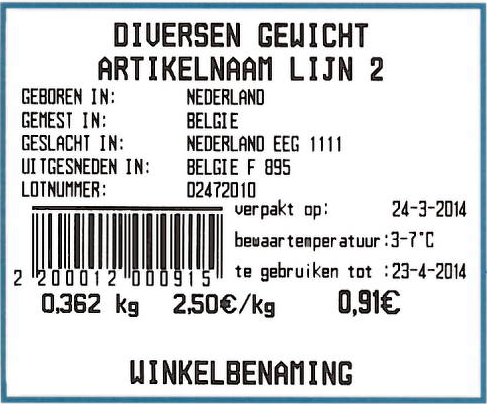 DIVERSEN GEWICHT
ARTIKELNAAM LIJN 2
GEBOREN IN: NEDERLAND
GEMEST IN: BELGIE
GESLACHT IN: NEDERLAND EEG 1111
UITGESNEDEN IN: BELGIE F 895
LOTNUMMER: 02472010
verpakt op: 24-3-2014
bewaartemperatuur:3-7°C
te gebruiken tot :23-4-2014
2 200012 000915
0,362 kg 2,50€/kg 0,91€
WINKELBENAMING